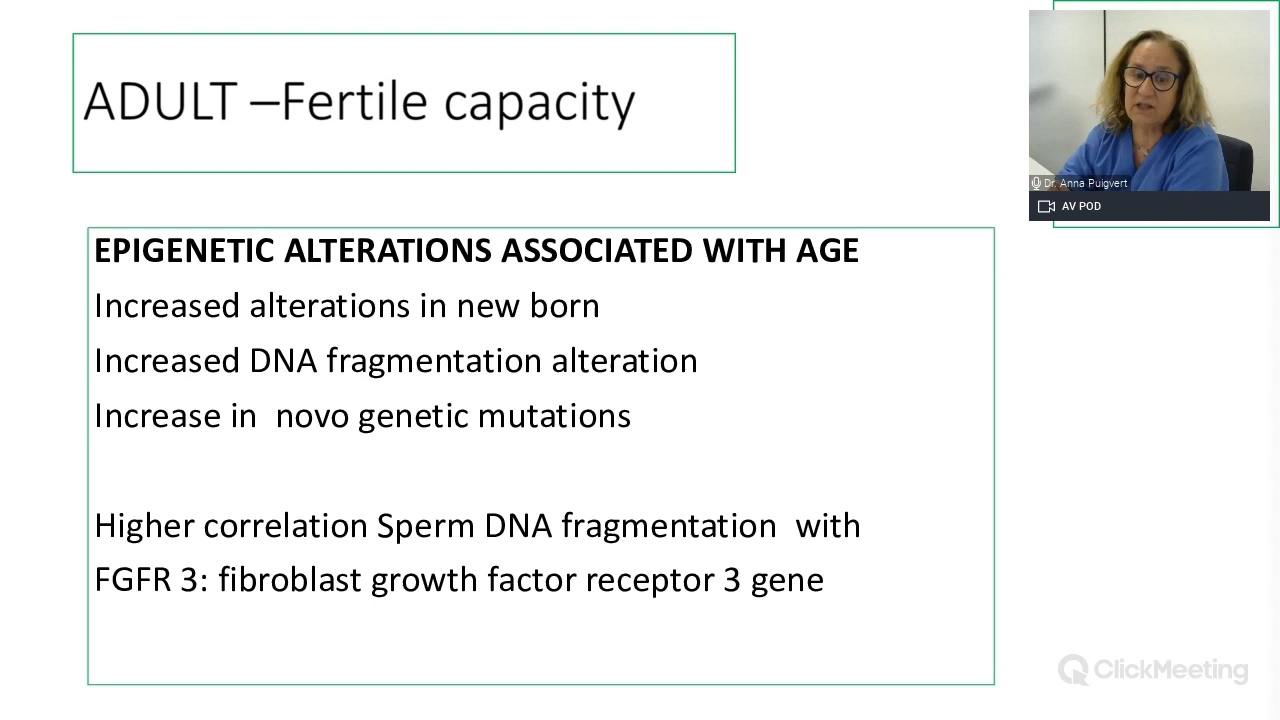 ADULT –Fertile capacity
Dr. Anna Puigvert
AV POD
EPIGENETIC ALTERATIONS ASSOCIATED WITH AGE
Increased alterations in new born
Increased DNA fragmentation alteration
Increase in  novo genetic mutations
Higher correlation Sperm DNA fragmentation  with
FGFR 3: fibroblast growth factor receptor 3 gene
ClickMeeting